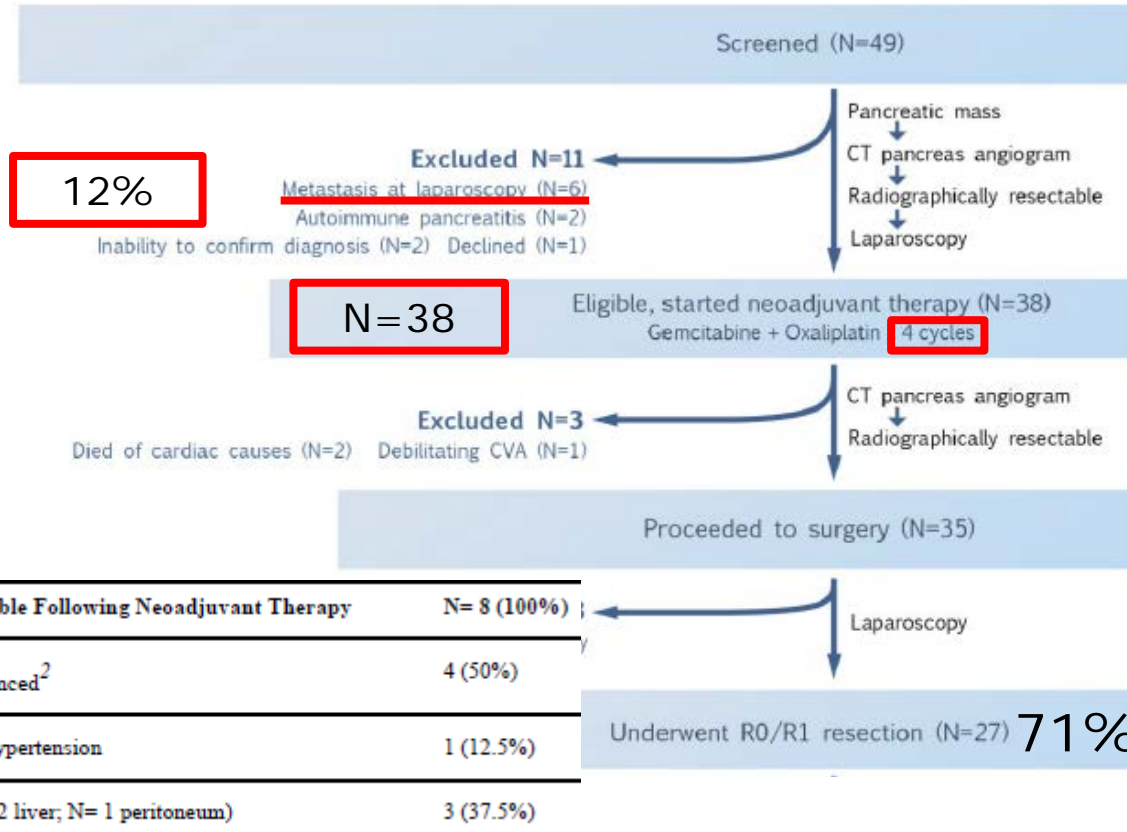 Screened (N=49)
Pancreatic mass
CT pancreas angiogram
Radiographically resectable
Laparoscopy
12%
Excluded N=11
Metastasis at laparoscopy (N=6)
Autoimmune pancreatitis (N=2)
Inability to confirm diagnosis (N=2) Declined (N=1)
N=38
Eligible, started neoadjuvant therapy (N=38)
Gemcitabine + Oxaliplatin 4 cycles
CT pancreas angiogram
Radiographically resectable
Excluded N=3
Died of cardiac causes (N=2) Debilitating CVA (N=1)
Proceeded to surgery (N=35)
Following Neoadjuvant Therapy N= 8 (100%)
Laparoscopy
4 (50%)
Underwent R0/R1 resection (N=27) 71%
1 (12.5%)
2 liver; N= 1 peritoneum) 3 (37.5%)